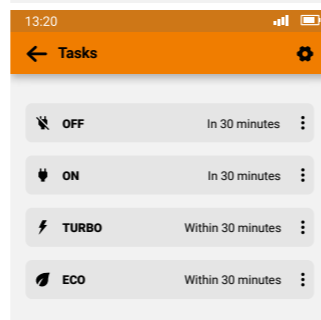 13:20
Tasks
OFF In 30 minutes
ON In 30 minutes
TURBO Within 30 minutes
ECO Within 30 minutes